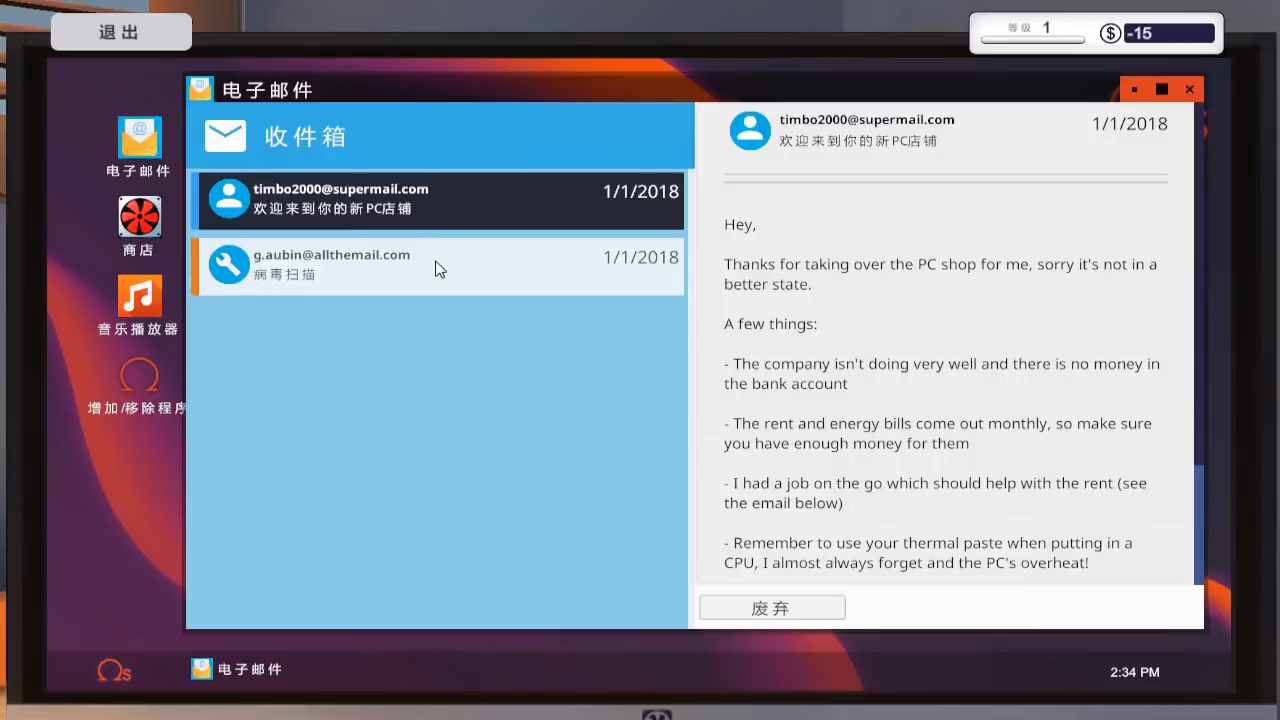 退出
等级 1
$ -15
电子邮件
电子邮件
商店
音乐播放器
增加/移除程序
收件箱
timbo2000@supermail.com 1/1/2018
欢迎来到你的新PC店铺
g.aubin@allthemail.com 1/1/2018
病毒扫描
timbo2000@supermail.com 1/1/2018
欢迎来到你的新PC店铺
Hey,
Thanks for taking over the PC shop for me, sorry it's not in a
better state.
A few things:
- The company isn't doing very well and there is no money in
the bank account
- The rent and energy bills come out monthly, so make sure
you have enough money for them
- I had a job on the go which should help with the rent (see
the email below)
- Remember to use your thermal paste when putting in a
CPU, I almost always forget and the PC's overheat!
废弃
Ωs
电子邮件
2:34 PM